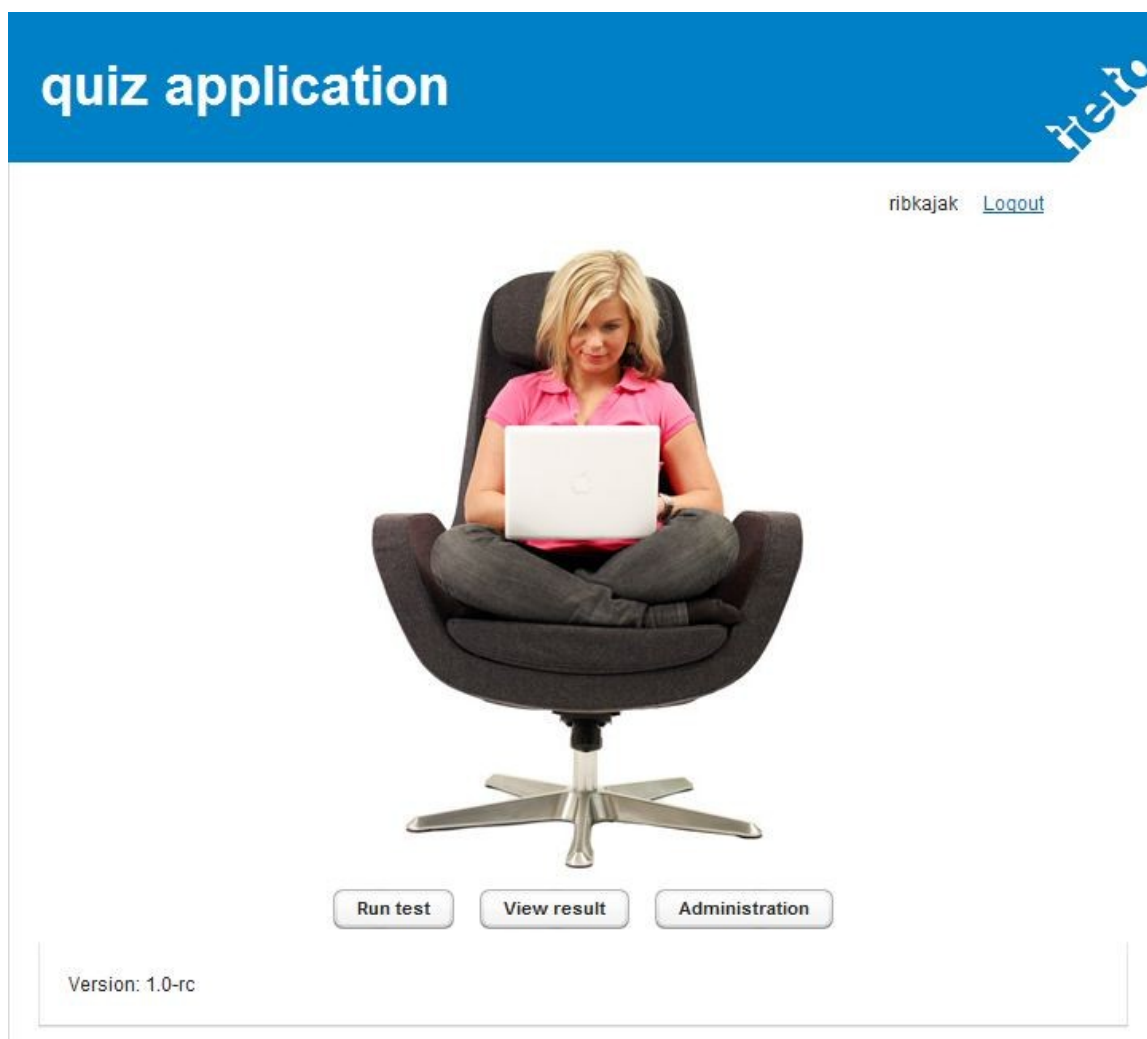 quiz application
tieto
ribkajak Logout
Run test View result Administration
Version: 1.0-rc